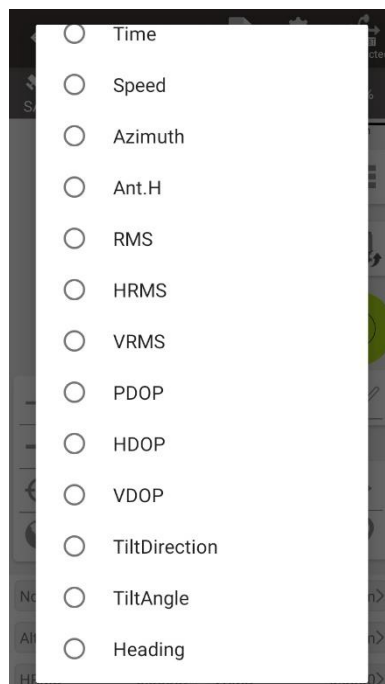 Time
Speed
Azimuth
Ant.H
RMS
HRMS
VRMS
PDOP
HDOP
VDOP
TiltDirection
TiltAngle
Heading